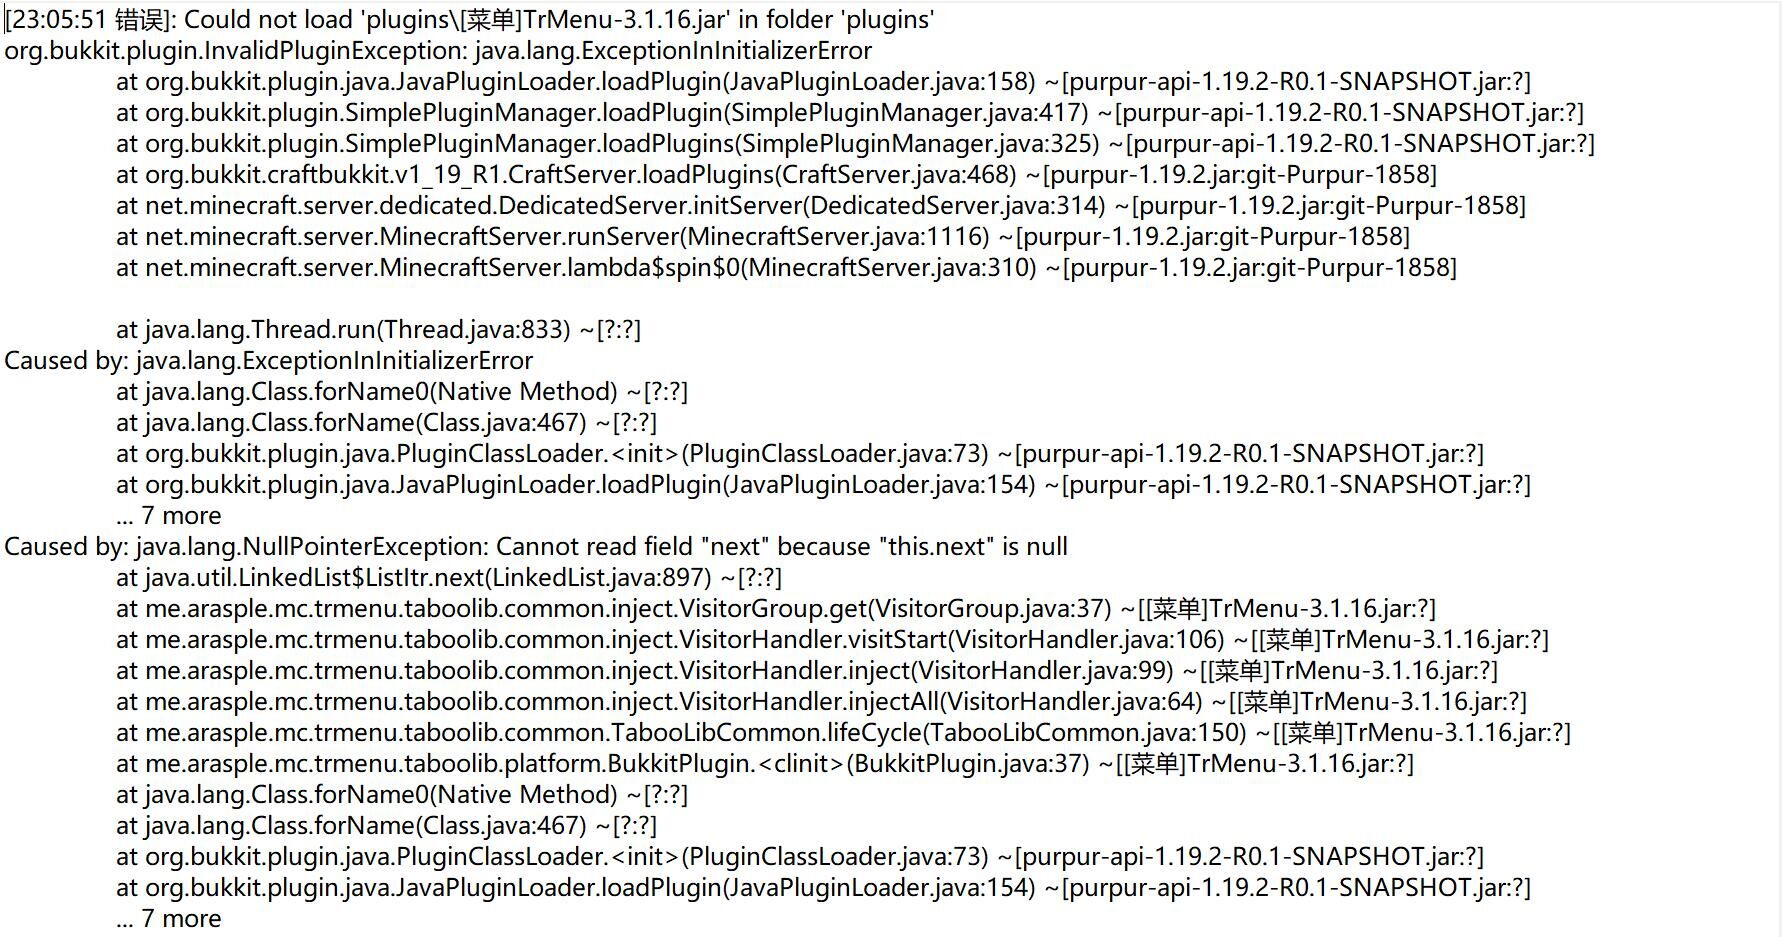 [23:05:51 错误]: Could not load 'plugins\[菜单]TrMenu-3.1.16.jar' in folder 'plugins'
org.bukkit.plugin.InvalidPluginException: java.lang.ExceptionInInitializerError
at org.bukkit.plugin.java.JavaPluginLoader.loadPlugin(JavaPluginLoader.java:158) ~[purpur-api-1.19.2-R0.1-SNAPSHOT.jar:?]
at org.bukkit.plugin.SimplePluginManager.loadPlugin(SimplePluginManager.java:417) ~[purpur-api-1.19.2-R0.1-SNAPSHOT.jar:?]
at org.bukkit.plugin.SimplePluginManager.loadPlugins(SimplePluginManager.java:325) ~[purpur-api-1.19.2-R0.1-SNAPSHOT.jar:?]
at org.bukkit.craftbukkit.v1_19_R1.CraftServer.loadPlugins(CraftServer.java:468) ~[purpur-1.19.2.jar:git-Purpur-1858]
at net.minecraft.server.dedicated.DedicatedServer.initServer(DedicatedServer.java:314) ~[purpur-1.19.2.jar:git-Purpur-1858]
at net.minecraft.server.MinecraftServer.runServer(MinecraftServer.java:1116) ~[purpur-1.19.2.jar:git-Purpur-1858]
at net.minecraft.server.MinecraftServer.lambda$spin$0(MinecraftServer.java:310) ~[purpur-1.19.2.jar:git-Purpur-1858]
at java.lang.Thread.run(Thread.java:833) ~[?:?]
Caused by: java.lang.ExceptionInInitializerError
at java.lang.Class.forName0(Native Method) ~[?:?]
at java.lang.Class.forName(Class.java:467) ~[?:?]
at org.bukkit.plugin.java.PluginClassLoader.<init>(PluginClassLoader.java:73) ~[purpur-api-1.19.2-R0.1-SNAPSHOT.jar:?]
at org.bukkit.plugin.java.JavaPluginLoader.loadPlugin(JavaPluginLoader.java:154) ~[purpur-api-1.19.2-R0.1-SNAPSHOT.jar:?]
... 7 more
Caused by: java.lang.NullPointerException: Cannot read field "next" because "this.next" is null
at java.util.LinkedList$ListItr.next(LinkedList.java:897) ~[?:?]
at me.arasple.mc.trmenu.taboolib.common.inject.VisitorGroup.get(VisitorGroup.java:37) ~[[菜单]TrMenu-3.1.16.jar:?]
at me.arasple.mc.trmenu.taboolib.common.inject.VisitorHandler.visitStart(VisitorHandler.java:106) ~[[菜单]TrMenu-3.1.16.jar:?]
at me.arasple.mc.trmenu.taboolib.common.inject.VisitorHandler.inject(VisitorHandler.java:99) ~[[菜单]TrMenu-3.1.16.jar:?]
at me.arasple.mc.trmenu.taboolib.common.inject.VisitorHandler.injectAll(VisitorHandler.java:64) ~[[菜单]TrMenu-3.1.16.jar:?]
at me.arasple.mc.trmenu.taboolib.common.TabooLibCommon.lifeCycle(TabooLibCommon.java:150) ~[[菜单]TrMenu-3.1.16.jar:?]
at me.arasple.mc.trmenu.taboolib.platform.BukkitPlugin.<clinit>(BukkitPlugin.java:37) ~[[菜单]TrMenu-3.1.16.jar:?]
at java.lang.Class.forName0(Native Method) ~[?:?]
at java.lang.Class.forName(Class.java:467) ~[?:?]
at org.bukkit.plugin.java.PluginClassLoader.<init>(PluginClassLoader.java:73) ~[purpur-api-1.19.2-R0.1-SNAPSHOT.jar:?]
at org.bukkit.plugin.java.JavaPluginLoader.loadPlugin(JavaPluginLoader.java:154) ~[purpur-api-1.19.2-R0.1-SNAPSHOT.jar:?]
... 7 more